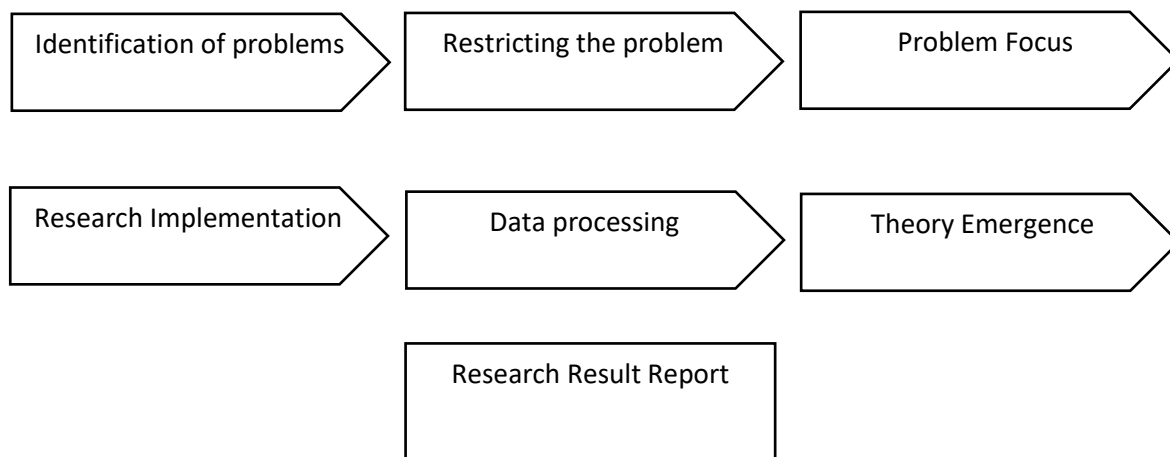 Identification of problems
Restricting the problem
Problem Focus
Research Implementation
Data processing
Theory Emergence
Research Result Report